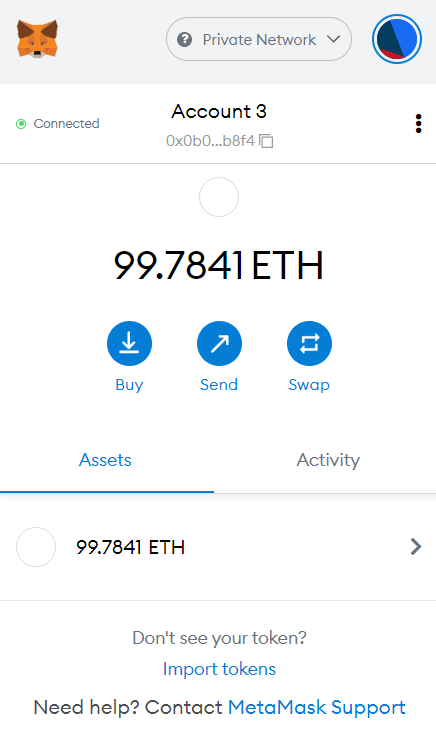 Private Network
Connected
Account 3
0x0b0...b8f4
99.7841 ETH
Buy
Send
Swap
Assets
Activity
99.7841 ETH
Don't see your token?
Import tokens
Need help? Contact MetaMask Support